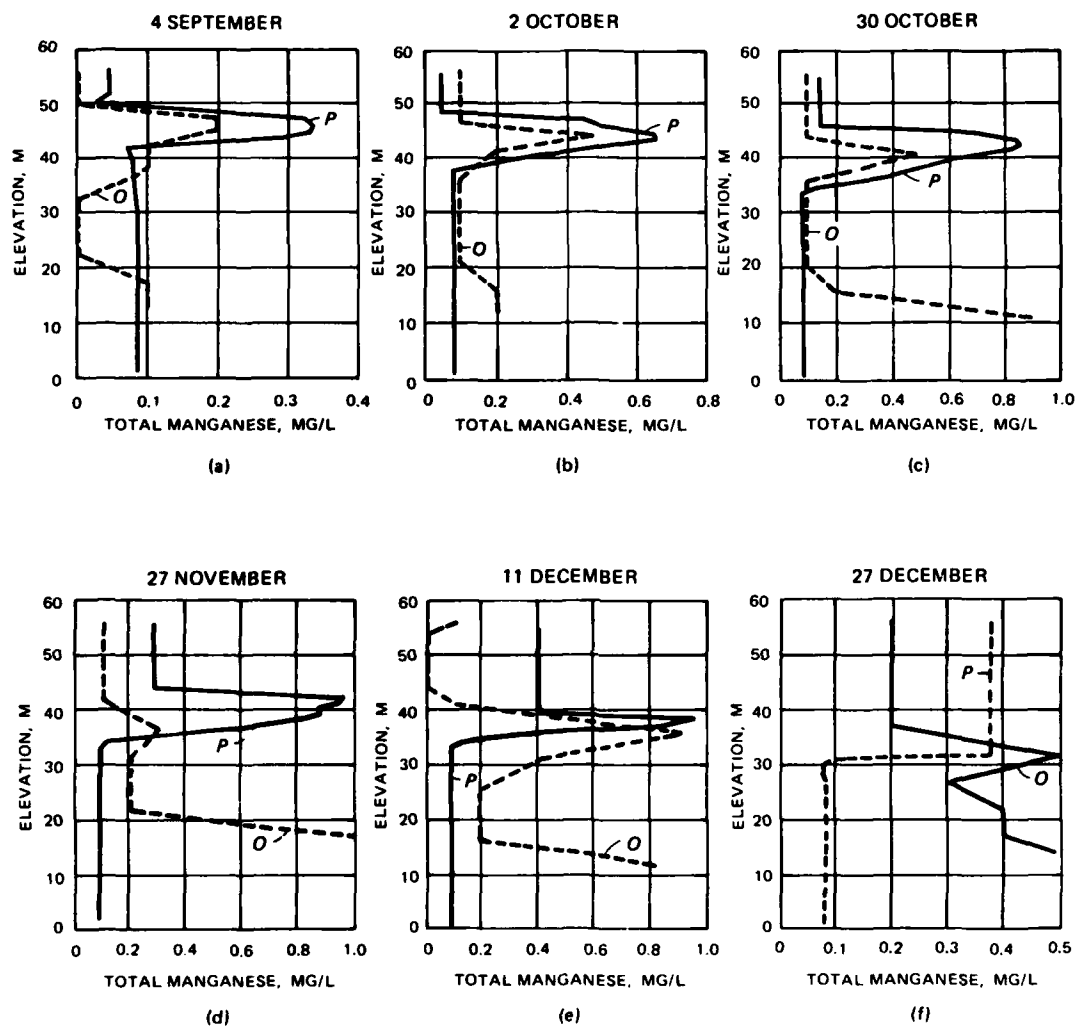 4 SEPTEMBER
2 OCTOBER
30 OCTOBER
60
50
40
30
20
10
0
ELEVATION, M
P
O
0
0.1
0.2
0.3
0.4
TOTAL MANGANESE, MG/L
(a)
60
50
40
30
20
10
0
ELEVATION, M
P
O
0
0.2
0.4
0.6
0.8
TOTAL MANGANESE, MG/L
(b)
60
50
40
30
20
10
0
ELEVATION, M
P
O
0
0.2
0.4
0.6
0.8
1.0
TOTAL MANGANESE, MG/L
(c)
27 NOVEMBER
11 DECEMBER
27 DECEMBER
60
50
40
30
20
10
0
ELEVATION, M
P
O
0
0.2
0.4
0.6
0.8
1.0
TOTAL MANGANESE, MG/L
(d)
60
50
40
30
20
10
0
ELEVATION, M
P
O
0
0.2
0.4
0.6
0.8
1.0
TOTAL MANGANESE, MG/L
(e)
60
50
40
30
20
10
0
ELEVATION, M
P
O
0
0.1
0.2
0.3
0.4
0.5
TOTAL MANGANESE, MG/L
(f)